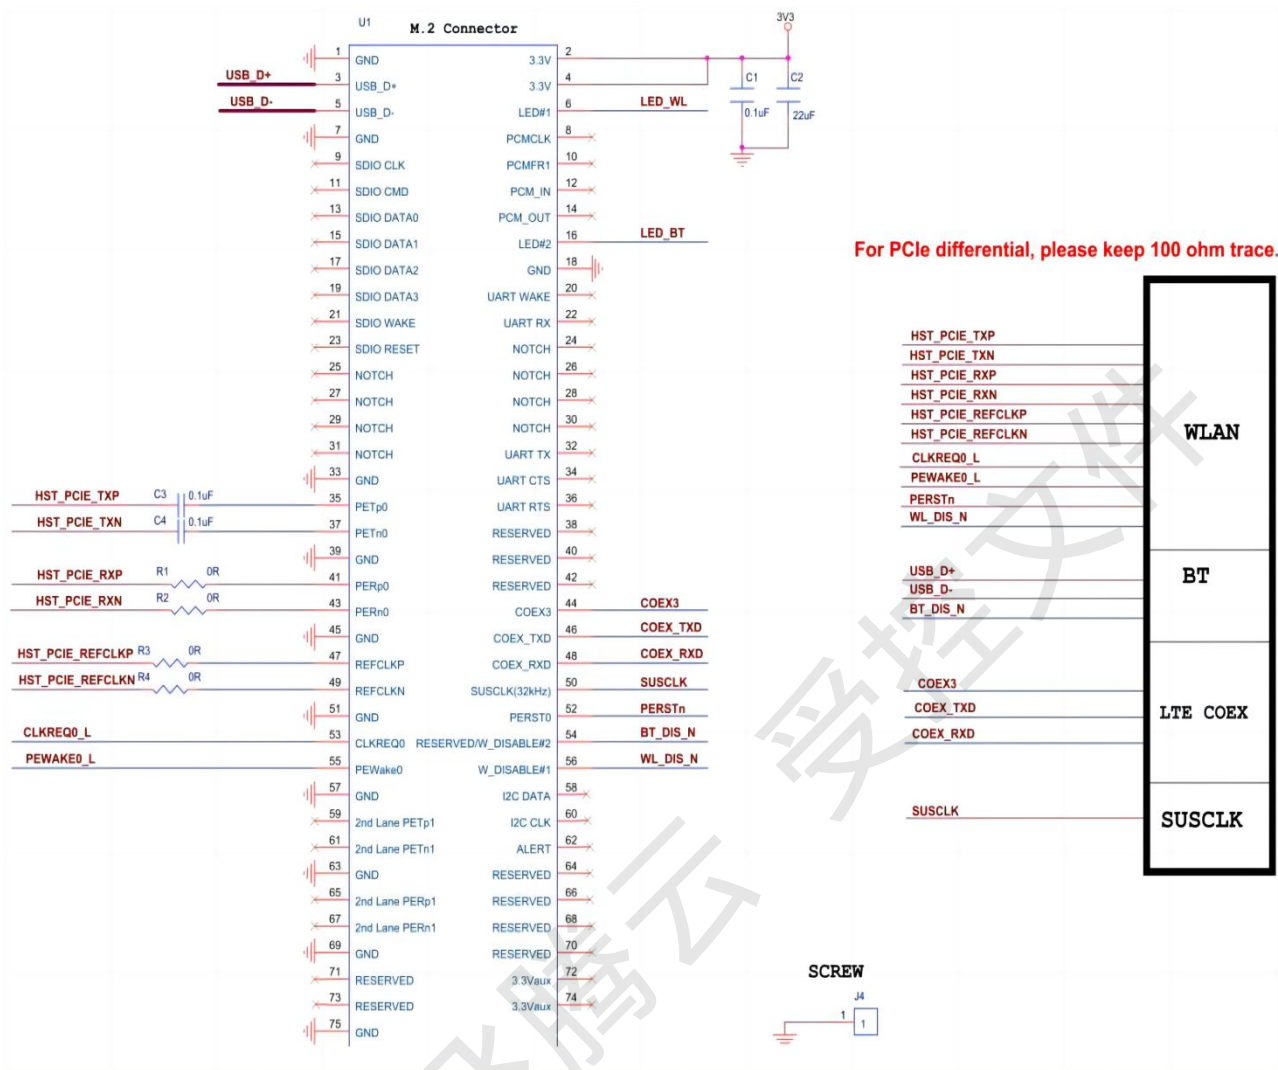 U1
M.2 Connector
3V3
1 GND 3.3V 2
USB_D+ 3 USB_D+ 3.3V 4
USB_D- 5 USB_D- LED#1 6 LED_WL
C1
0.1uF
C2
22uF
7 GND PCMCLK 8
9 SDIO CLK PCMFR1 10
11 SDIO CMD PCM_IN 12
13 SDIO DATA0 PCM_OUT 14
15 SDIO DATA1 LED#2 16 LED_BT
17 SDIO DATA2 GND 18
19 SDIO DATA3 UART WAKE 20
21 SDIO WAKE UART RX 22
23 SDIO RESET NOTCH 24
25 NOTCH NOTCH 26
27 NOTCH NOTCH 28
29 NOTCH NOTCH 30
31 NOTCH UART TX 32
33 GND UART CTS 34
HST_PCIE_TXP C3 0.1uF 35 PETp0 UART RTS 36
HST_PCIE_TXN C4 0.1uF 37 PETn0 RESERVED 38
39 GND RESERVED 40
HST_PCIE_RXP R1 0R 41 PERp0 RESERVED 42
HST_PCIE_RXN R2 0R 43 PERn0 COEX3 44 COEX3
45 GND COEX_TXD 46 COEX_TXD
HST_PCIE_REFCLKP R3 0R 47 REFCLKP COEX_RXD 48 COEX_RXD
HST_PCIE_REFCLKN R4 0R 49 REFCLKN SUSCLK(32kHz) 50 SUSCLK
51 GND PERST0 52 PERSTn
CLKREQ0_L 53 CLKREQ0 RESERVED/W_DISABLE#2 54 BT_DIS_N
PEWAKE0_L 55 PEWake0 W_DISABLE#1 56 WL_DIS_N
57 GND I2C DATA 58
59 2nd Lane PETp1 I2C CLK 60
61 2nd Lane PETn1 ALERT 62
63 GND RESERVED 64
65 2nd Lane PERp1 RESERVED 66
67 2nd Lane PERn1 RESERVED 68
69 GND RESERVED 70
71 RESERVED 3.3Vaux 72
73 RESERVED 3.3Vaux 74
75 GND
For PCIe differential, please keep 100 ohm trace.
HST_PCIE_TXP
HST_PCIE_TXN
HST_PCIE_RXP
HST_PCIE_RXN
HST_PCIE_REFCLKP
HST_PCIE_REFCLKN
CLKREQ0_L
PEWAKE0_L
PERSTn
WL_DIS_N
WLAN
USB_D+
USB_D-
BT_DIS_N
BT
COEX3
COEX_TXD
COEX_RXD
LTE COEX
SUSCLK
SUSCLK
SCREW
J4
1 1
腾云 受控文件